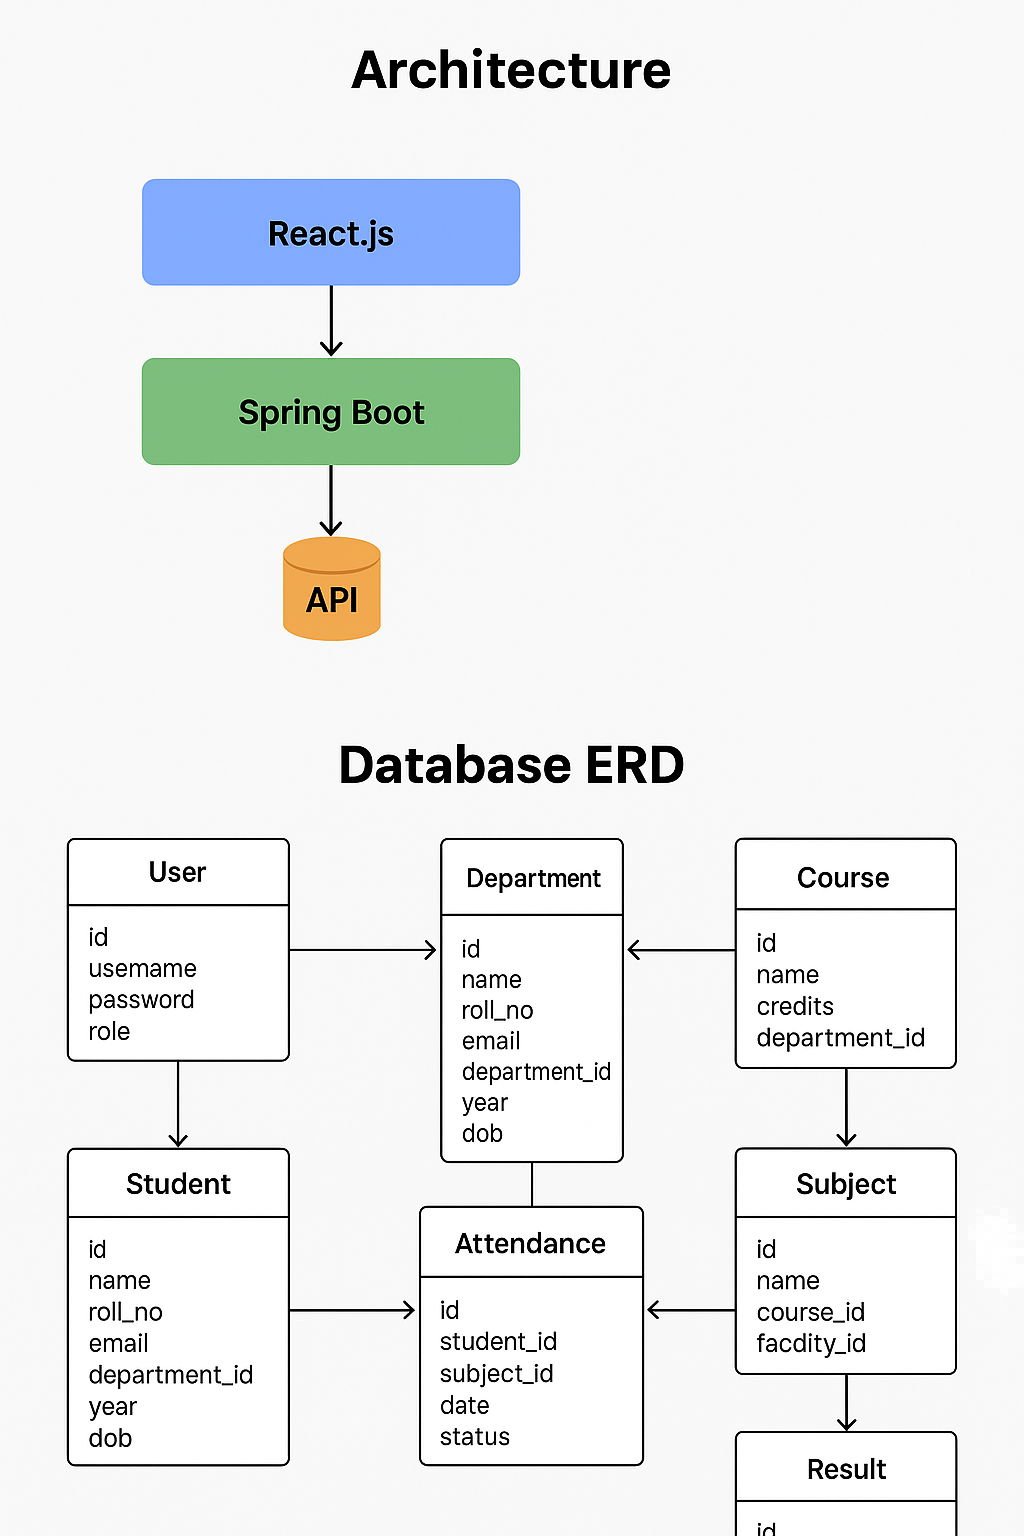 Architecture
React.js
Spring Boot
API
Database ERD
User
id
usemame
password
role
Department
id
name
roll_no
email
department_id
year
dob
Course
id
name
credits
department_id
Student
id
name
roll_no
email
department_id
year
dob
Attendance
id
student_id
subject_id
date
status
Subject
id
name
course_id
facdity_id
Result
id